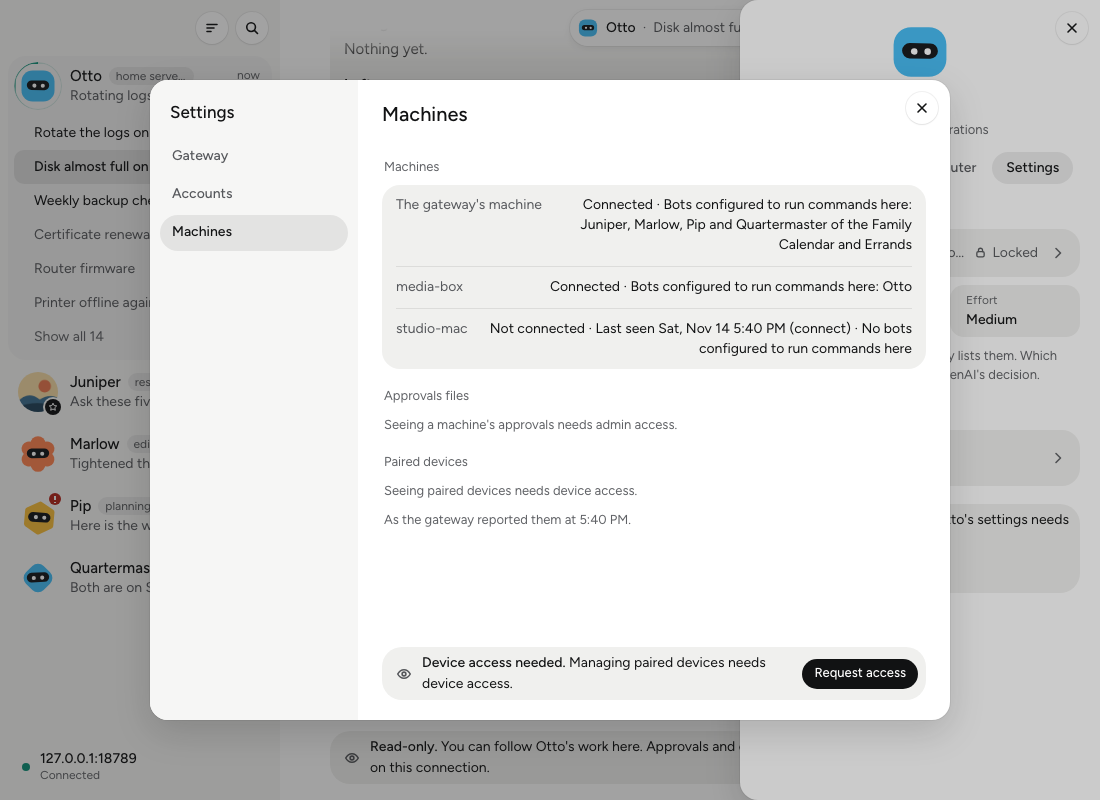 Otto · Disk almost fu
Nothing yet.
Otto home serve... now
Rotating logs
Rotate the logs on
Disk almost full on
Weekly backup che
Certificate renewa
Router firmware
Printer offline again
Show all 14
Juniper res
Ask these fiv
Marlow edi
Tightened th
Pip planning
Here is the w
Quartermas
Both are on S
127.0.0.1:18789
Connected
Settings
Gateway
Accounts
Machines
Machines
Machines
The gateway's machine
Connected · Bots configured to run commands here:
Juniper, Marlow, Pip and Quartermaster of the Family
Calendar and Errands
media-box
Connected · Bots configured to run commands here: Otto
studio-mac
Not connected · Last seen Sat, Nov 14 5:40 PM (connect) · No bots
configured to run commands here
Approvals files
Seeing a machine's approvals needs admin access.
Paired devices
Seeing paired devices needs device access.
As the gateway reported them at 5:40 PM.
Device access needed. Managing paired devices needs
device access.
Request access
Read-only. You can follow Otto's work here. Approvals and
on this connection.
rations
uter
Settings
o... Locked
Effort
Medium
y lists them. Which
enAI's decision.
tto's settings needs